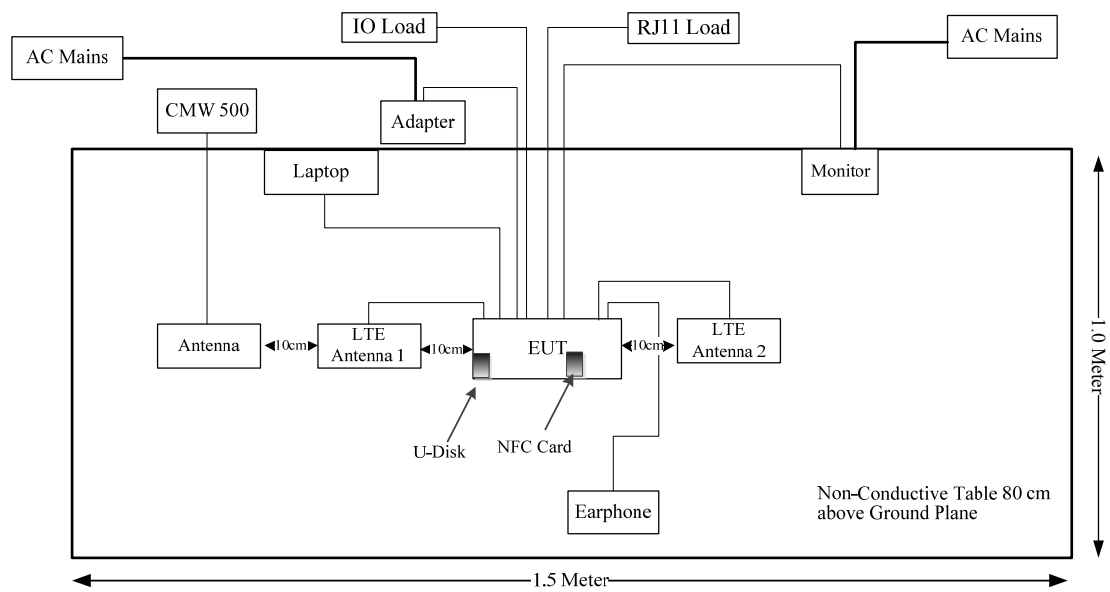 IO Load
RJ11 Load
AC Mains
AC Mains
CMW 500
Adapter
Laptop
Monitor
Antenna
10cm
LTE
Antenna 1
10cm
EUT
10cm
LTE
Antenna 2
U-Disk
NFC Card
Earphone
Non-Conductive Table 80 cm
above Ground Plane
1.0 Meter
1.5 Meter